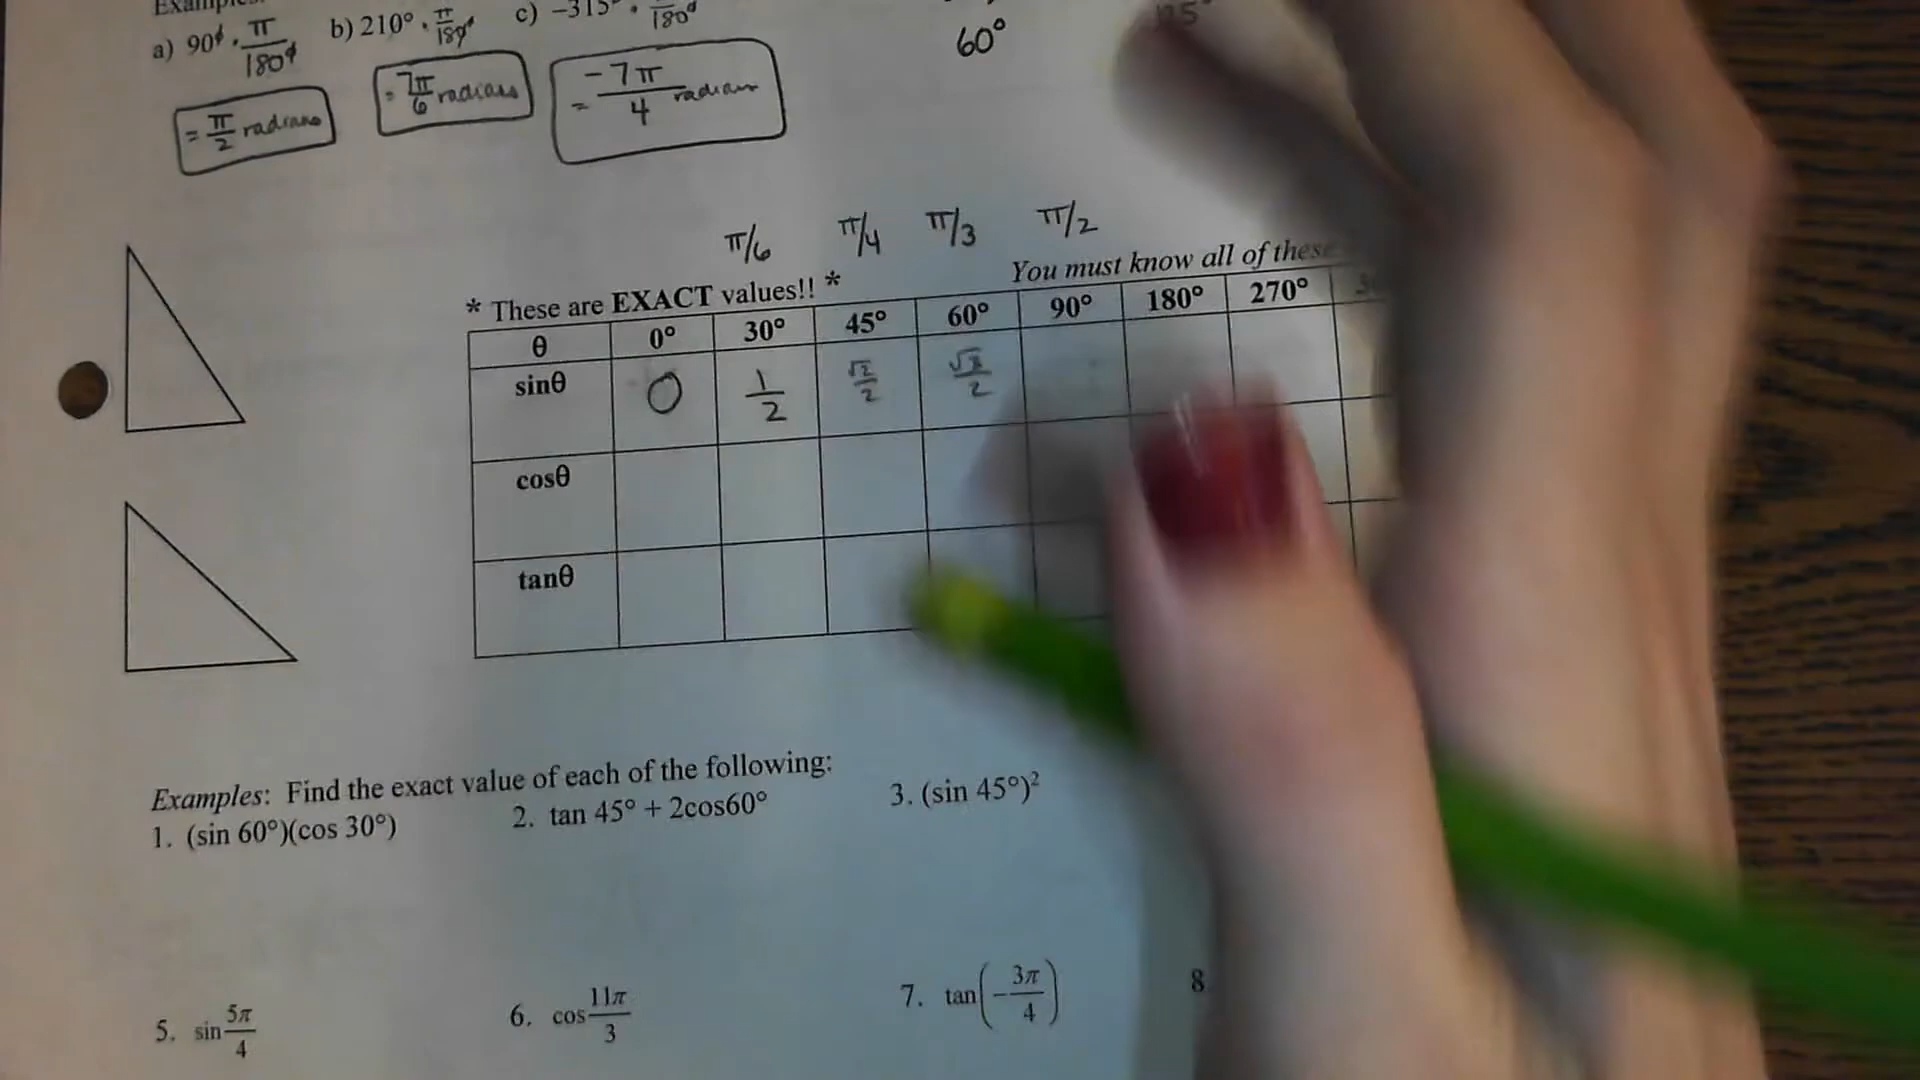 a) 90° · π/180° b) 210° · π/180° c) −315° · /180°
= π/2 radians = 7π/6 radians = −7π/4 radians
60°
π/6 π/4 π/3 π/2
* These are EXACT values!! * You must know all of these
θ 0° 30° 45° 60° 90° 180° 270°
sinθ 0 1/2 √2/2 √3/2
cosθ
tanθ
Examples: Find the exact value of each of the following:
1. (sin 60°)(cos 30°) 2. tan 45° + 2cos60° 3. (sin 45°)²
5. sin 5π/4 6. cos 11π/3 7. tan(−3π/4) 8